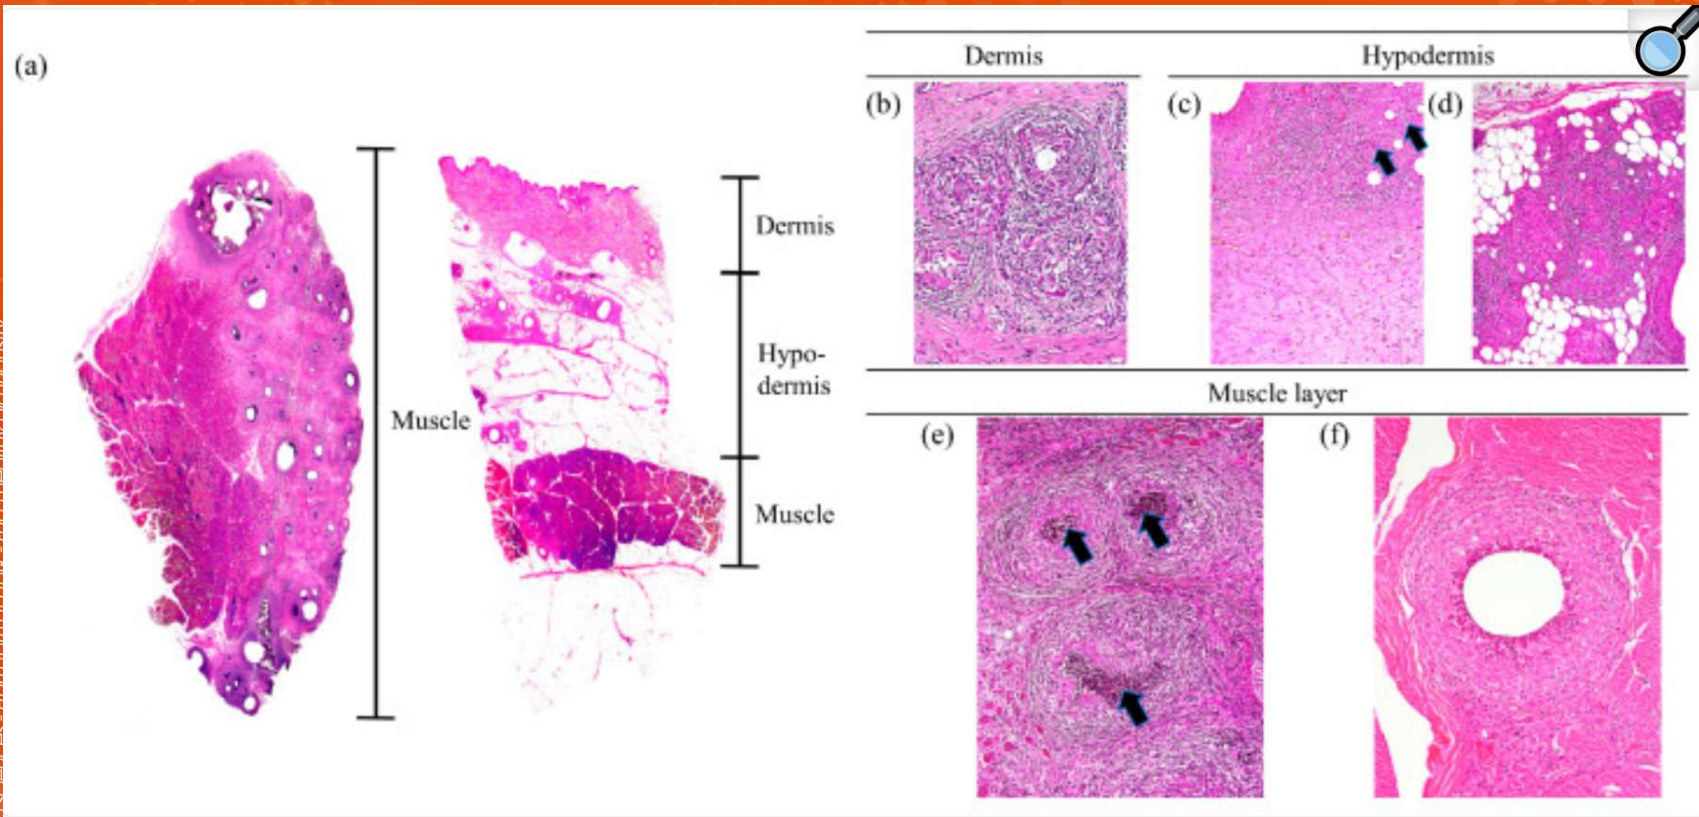 (a)
Muscle
Dermis
Hypo-
dermis
Muscle
Dermis
Hypodermis
(b)
(c)
(d)
Muscle layer
(e)
(f)